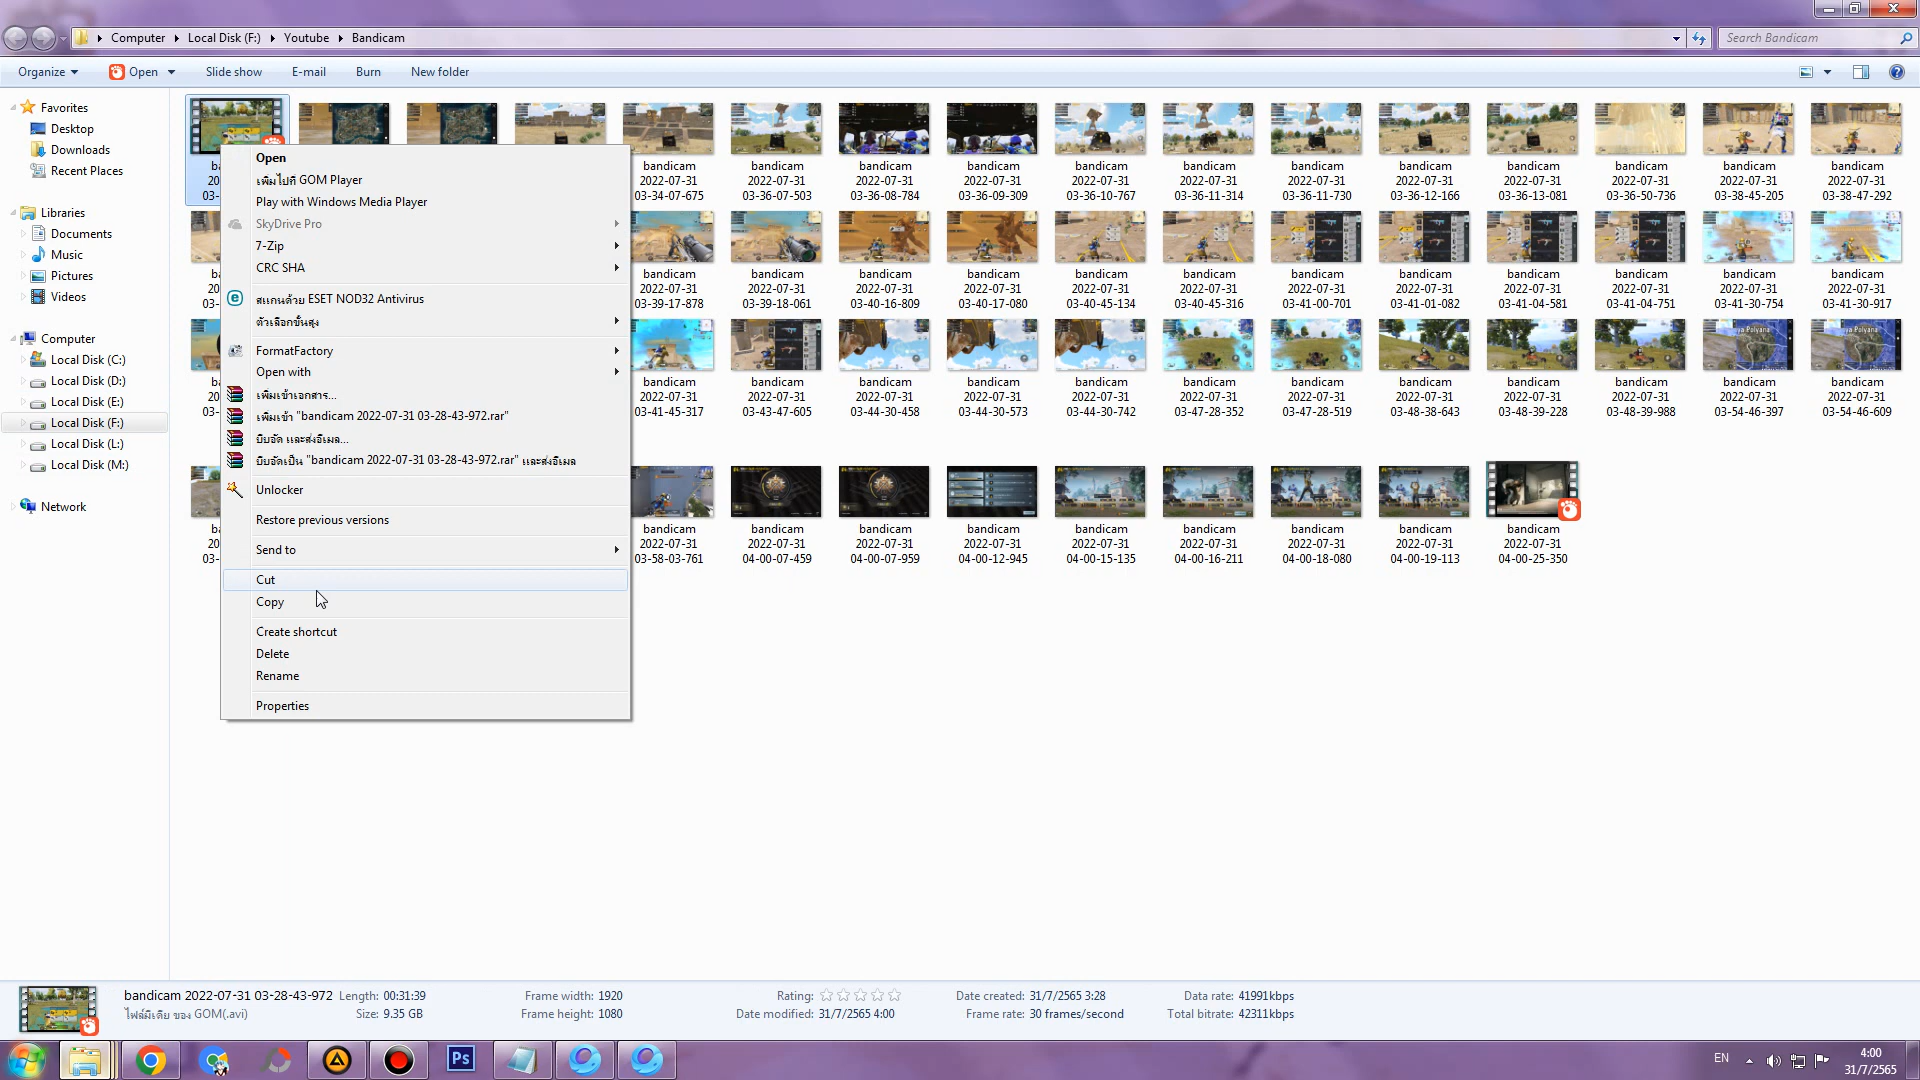 Computer
Local Disk (F:)
Youtube
Bandicam
Search Bandicam
Organize
Open
Slide show
E-mail
Burn
New folder
Favorites
Desktop
Downloads
Recent Places
Libraries
Documents
Music
Pictures
Videos
Computer
Local Disk (C:)
Local Disk (D:)
Local Disk (E:)
Local Disk (F:)
Local Disk (L:)
Local Disk (M:)
Network
Open
เพิ่มไปที่ GOM Player
Play with Windows Media Player
SkyDrive Pro
7-Zip
CRC SHA
สแกนด้วย ESET NOD32 Antivirus
ตัวเลือกขั้นสูง
FormatFactory
Open with
เพิ่มเข้าเอกสาร...
เพิ่มเข้า "bandicam 2022-07-31 03-28-43-972.rar"
บีบอัด และส่งอีเมล...
บีบอัดเป็น "bandicam 2022-07-31 03-28-43-972.rar" และส่งอีเมล
Unlocker
Restore previous versions
Send to
Cut
Copy
Create shortcut
Delete
Rename
Properties
bandicam 2022-07-31 03-34-07-675
bandicam 2022-07-31 03-36-07-503
bandicam 2022-07-31 03-36-08-784
bandicam 2022-07-31 03-36-09-309
bandicam 2022-07-31 03-36-10-767
bandicam 2022-07-31 03-36-11-314
bandicam 2022-07-31 03-36-11-730
bandicam 2022-07-31 03-36-12-166
bandicam 2022-07-31 03-36-13-081
bandicam 2022-07-31 03-36-50-736
bandicam 2022-07-31 03-38-45-205
bandicam 2022-07-31 03-38-47-292
bandicam 2022-07-31 03-39-17-878
bandicam 2022-07-31 03-39-18-061
bandicam 2022-07-31 03-40-16-809
bandicam 2022-07-31 03-40-17-080
bandicam 2022-07-31 03-40-45-134
bandicam 2022-07-31 03-40-45-316
bandicam 2022-07-31 03-41-00-701
bandicam 2022-07-31 03-41-01-082
bandicam 2022-07-31 03-41-04-581
bandicam 2022-07-31 03-41-04-751
bandicam 2022-07-31 03-41-30-754
bandicam 2022-07-31 03-41-30-917
bandicam 2022-07-31 03-41-45-317
bandicam 2022-07-31 03-43-47-605
bandicam 2022-07-31 03-44-30-458
bandicam 2022-07-31 03-44-30-573
bandicam 2022-07-31 03-44-30-742
bandicam 2022-07-31 03-47-28-352
bandicam 2022-07-31 03-47-28-519
bandicam 2022-07-31 03-48-38-643
bandicam 2022-07-31 03-48-39-228
bandicam 2022-07-31 03-48-39-988
bandicam 2022-07-31 03-54-46-397
bandicam 2022-07-31 03-54-46-609
bandicam 2022-07-31 03-58-03-761
bandicam 2022-07-31 04-00-07-459
bandicam 2022-07-31 04-00-07-959
bandicam 2022-07-31 04-00-12-945
bandicam 2022-07-31 04-00-15-135
bandicam 2022-07-31 04-00-16-211
bandicam 2022-07-31 04-00-18-080
bandicam 2022-07-31 04-00-19-113
bandicam 2022-07-31 04-00-25-350
bandicam 2022-07-31 03-28-43-972 Length: 00:31:39 Frame width: 1920 Rating: Date created: 31/7/2565 3:28 Data rate: 41991kbps
ไฟล์มีเดีย ของ GOM(.avi) Size: 9.35 GB Frame height: 1080 Date modified: 31/7/2565 4:00 Frame rate: 30 frames/second Total bitrate: 42311kbps
Ps
EN
4:00
31/7/2565